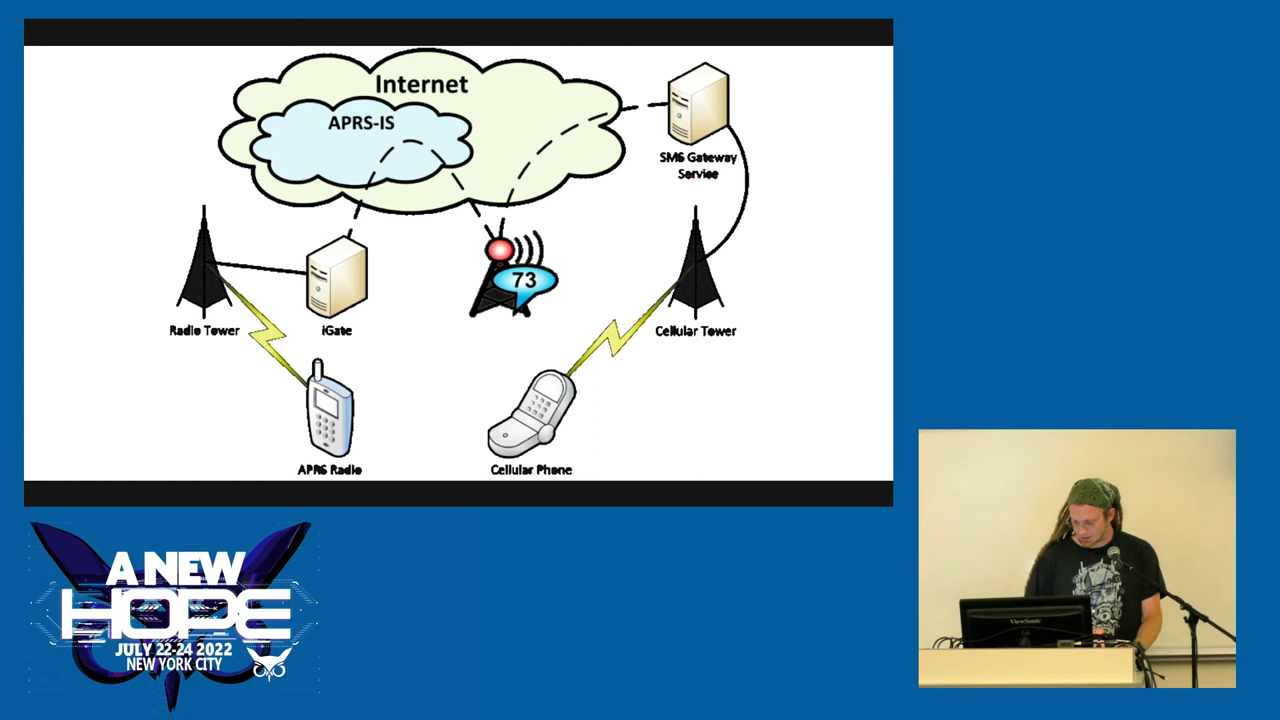 Internet
APRS-IS
SMS Gateway
Service
73
Radio Tower
iGate
Cellular Tower
APRS Radio
Cellular Phone
A NEW
HOPE
JULY 22-24 2022
NEW YORK CITY
ViewSonic